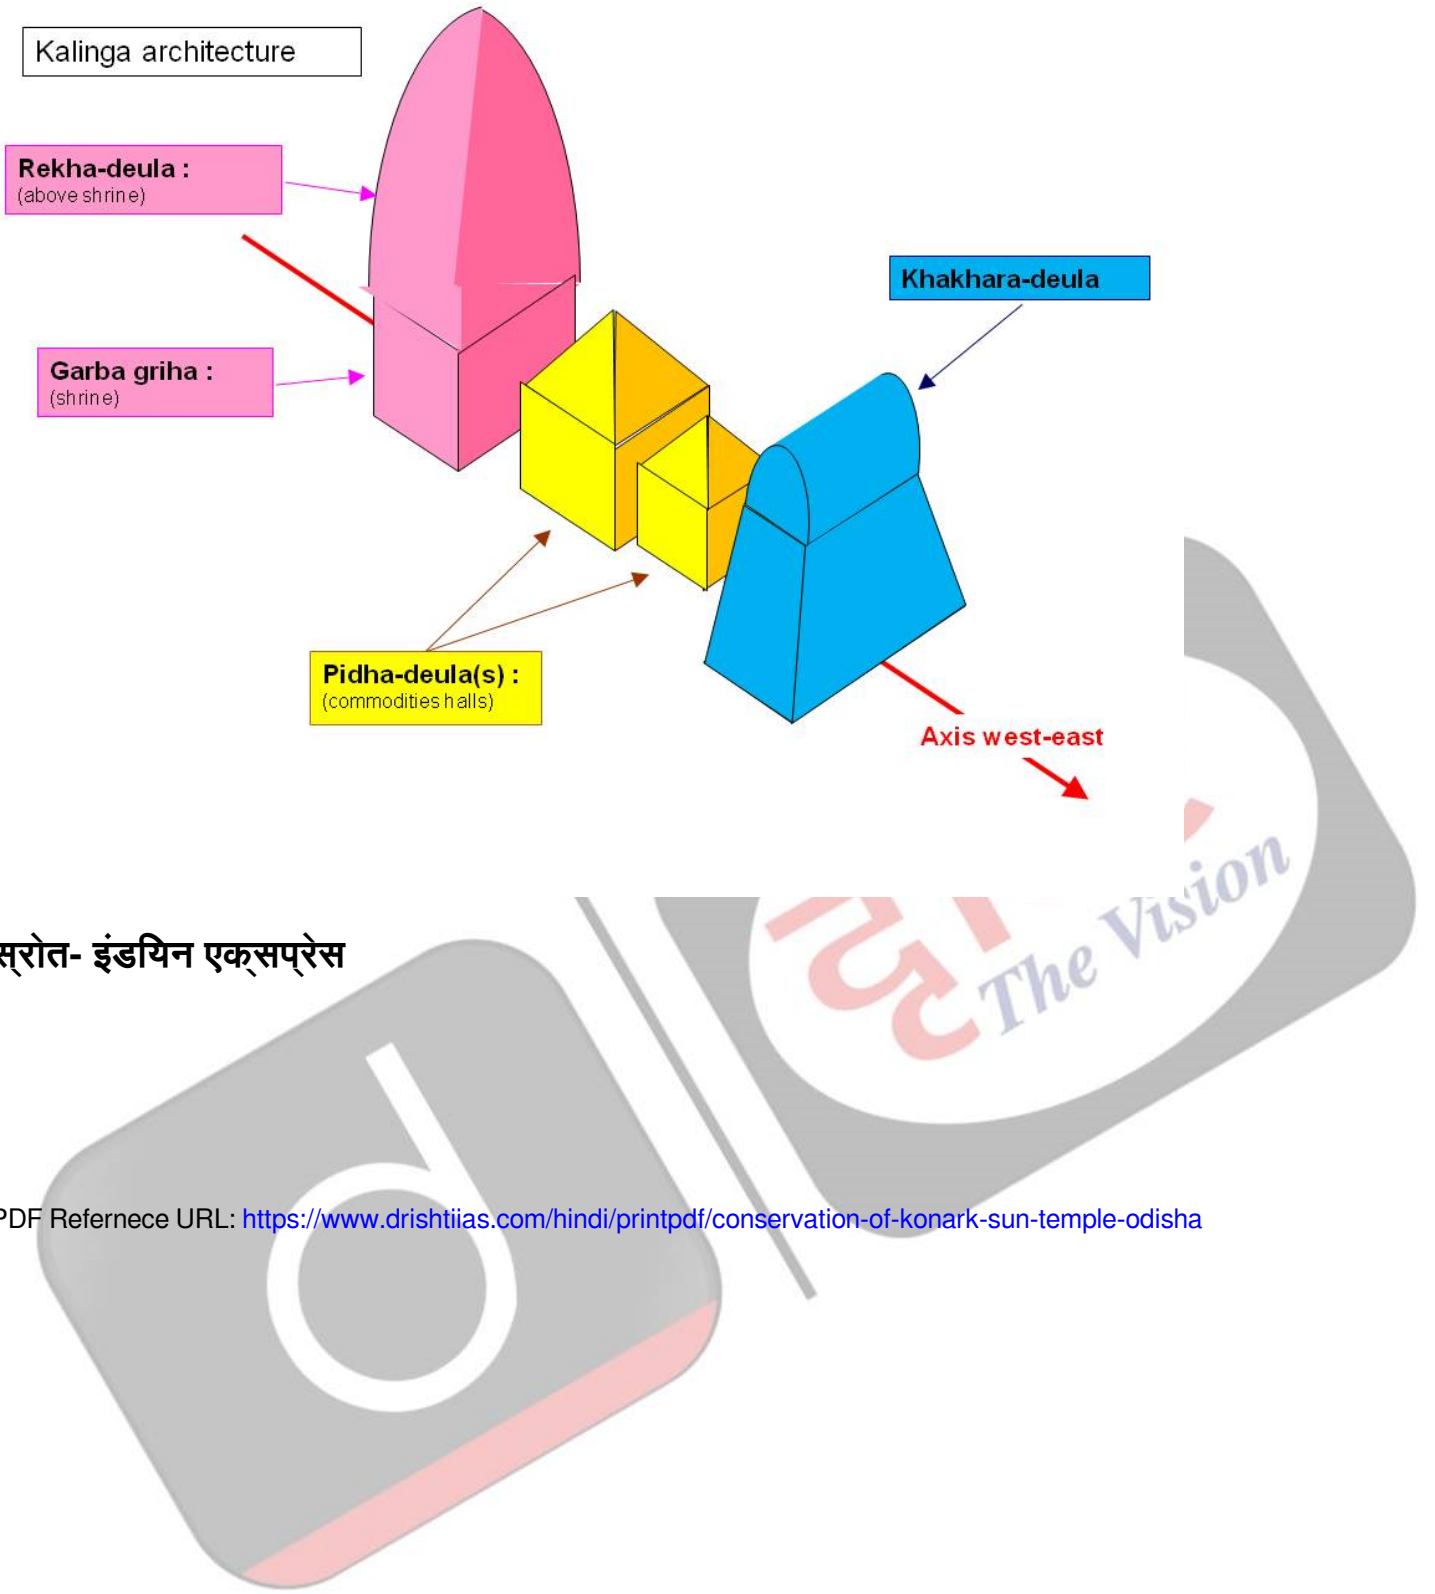 Kalinga architecture
Rekha-deula :
(above shrine)
Khakhara-deula
Garba griha :
(shrine)
Pidha-deula(s) :
(commodities halls)
Axis west-east
The Vision
स्रोत- इंडियिन एक्सप्रेस
PDF Refernece URL: https://www.drishtiias.com/hindi/printpdf/conservation-of-konark-sun-temple-odisha
d